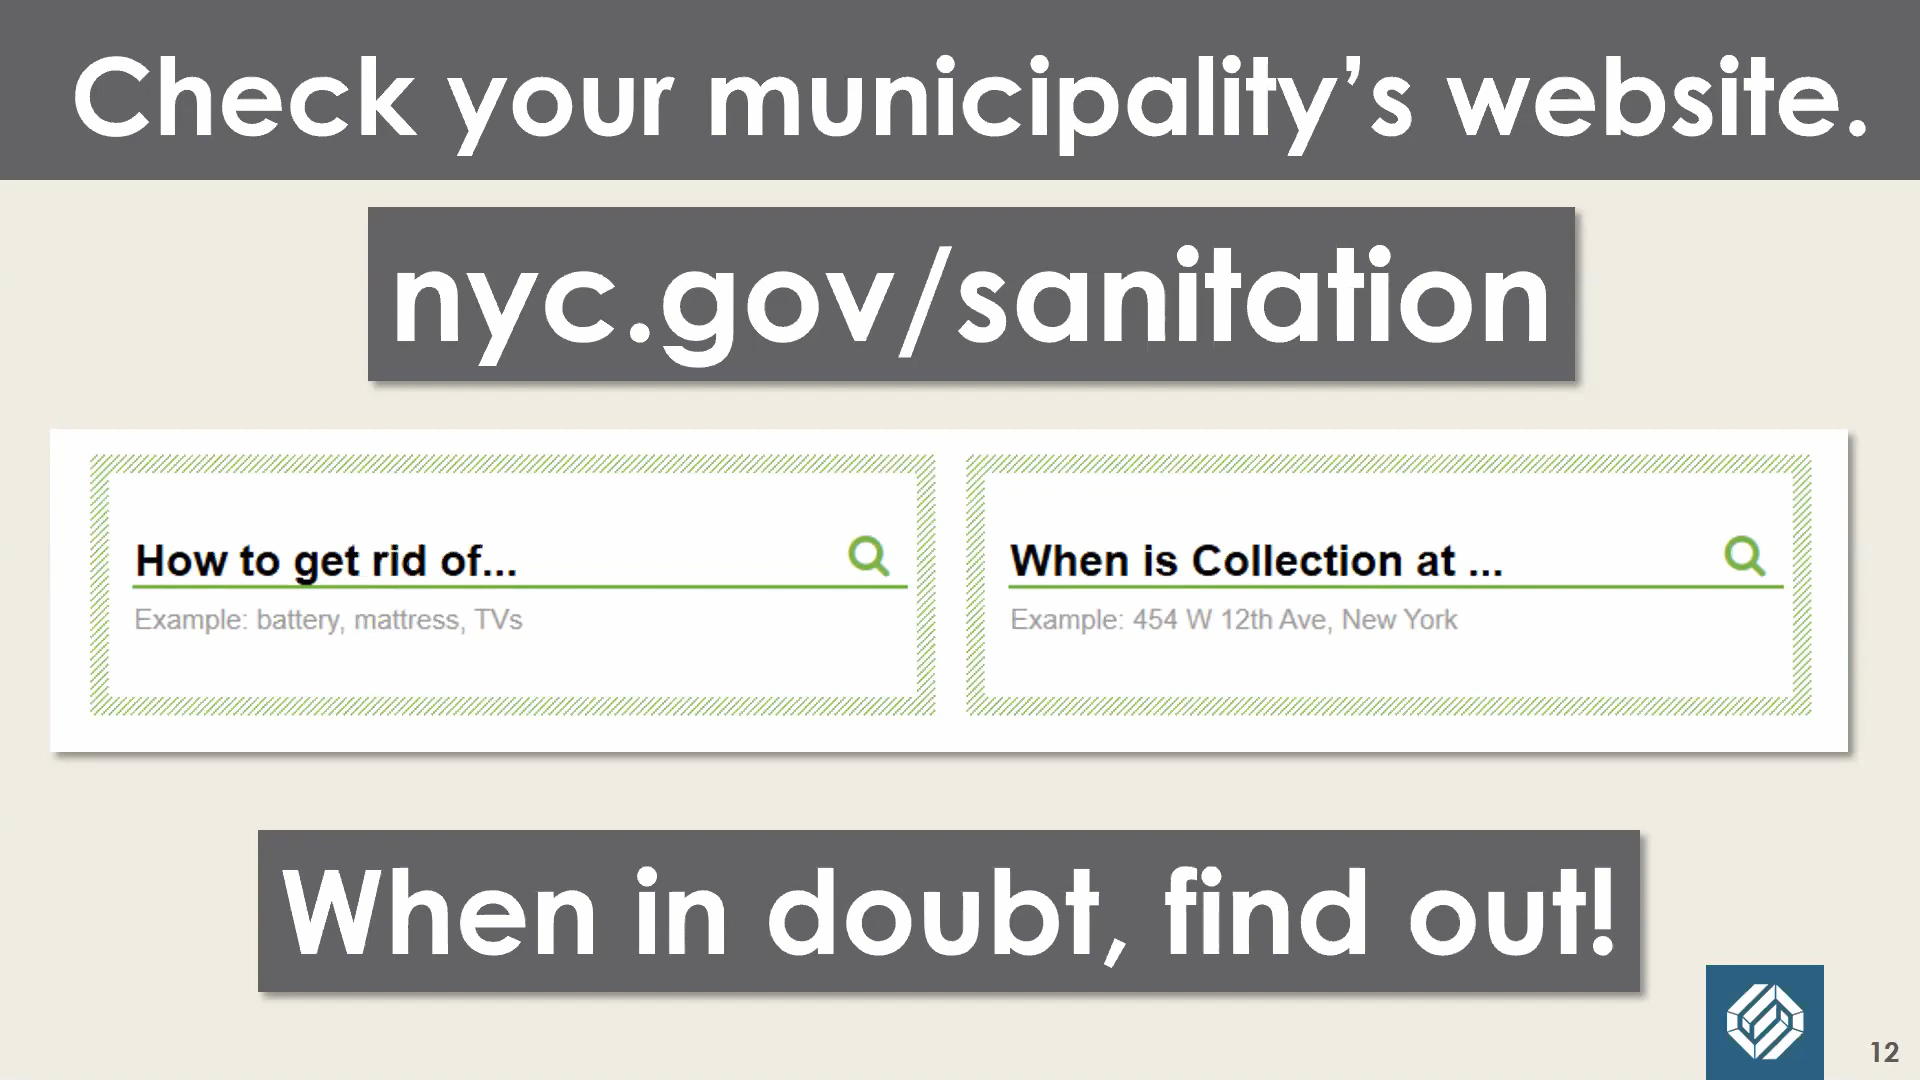 Check your municipality’s website.
nyc.gov/sanitation
How to get rid of...
Example: battery, mattress, TVs
When is Collection at ...
Example: 454 W 12th Ave, New York
When in doubt, find out!
12